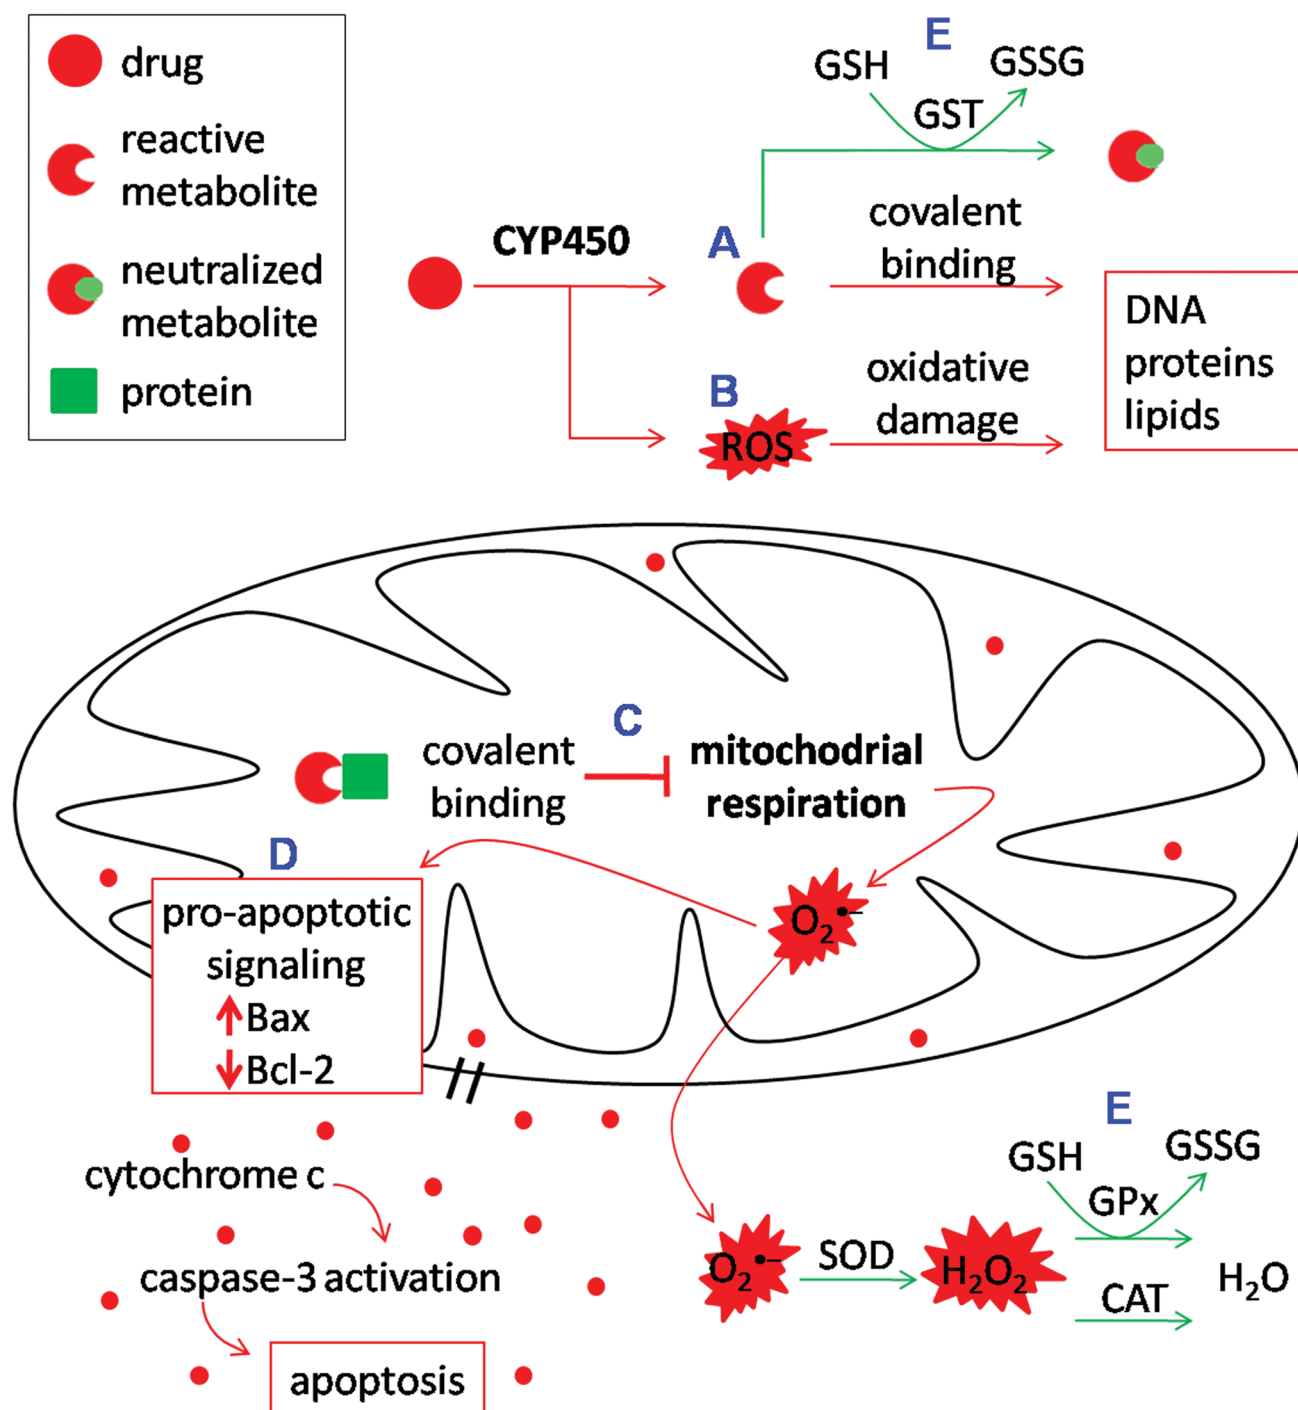 drug
reactive
metabolite
neutralized
metabolite
protein
E
GSH
GSSG
GST
CYP450
A
covalent
binding
B
ROS
oxidative
damage
DNA
proteins
lipids
C
covalent
binding
mitochodrial
respiration
D
pro-apoptotic
signaling
Bax
Bcl-2
O₂•–
cytochrome c
caspase-3 activation
apoptosis
O₂•–
SOD
H₂O₂
E
GSH
GSSG
GPx
CAT
H₂O